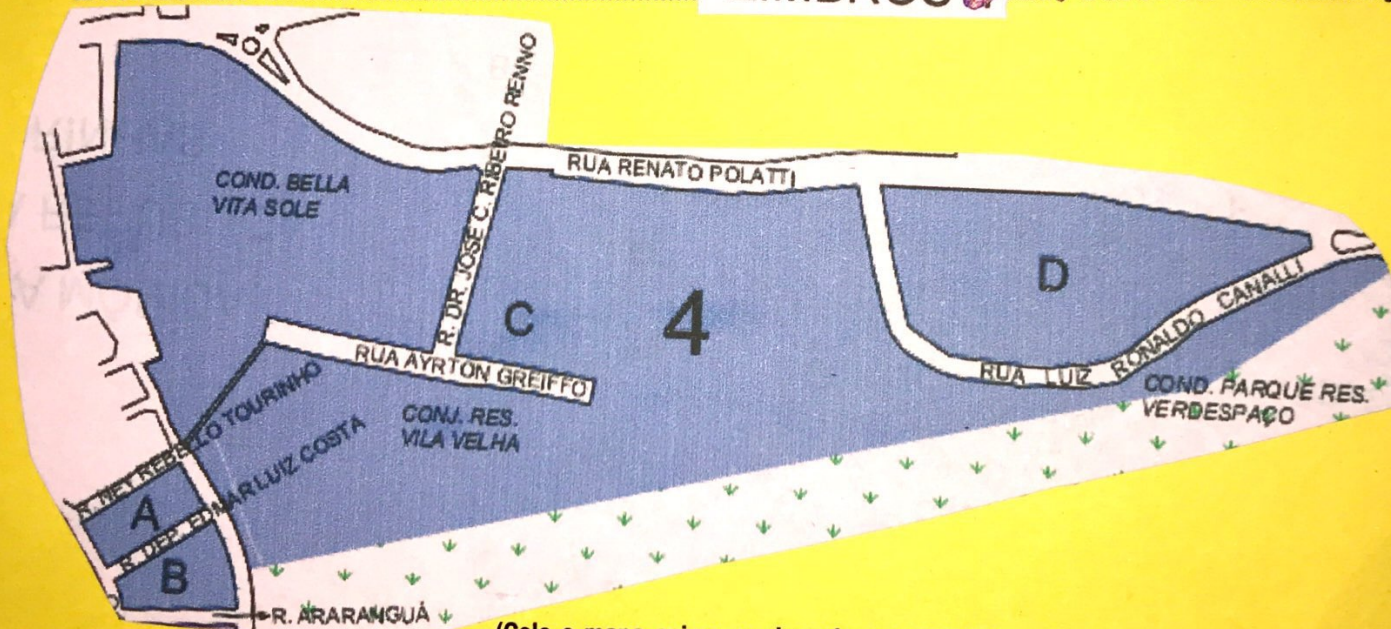 R. DR. JOSE C. RIBEIRO RENNO
RUA RENATO POLATTI
COND. BELLA
VITA SOLE
C
4
D
RUA AYRTON GREIFFO
RUA LUIZ RONALDO CANALLI
COND. PARQUE RES.
VERDESPAÇO
CONJ. RES.
VILA VELHA
R. NEY REBELLO TOURINHO
A
R. DEP. EDMAR LUIZ COSTA
B
R. ARARANGUÁ